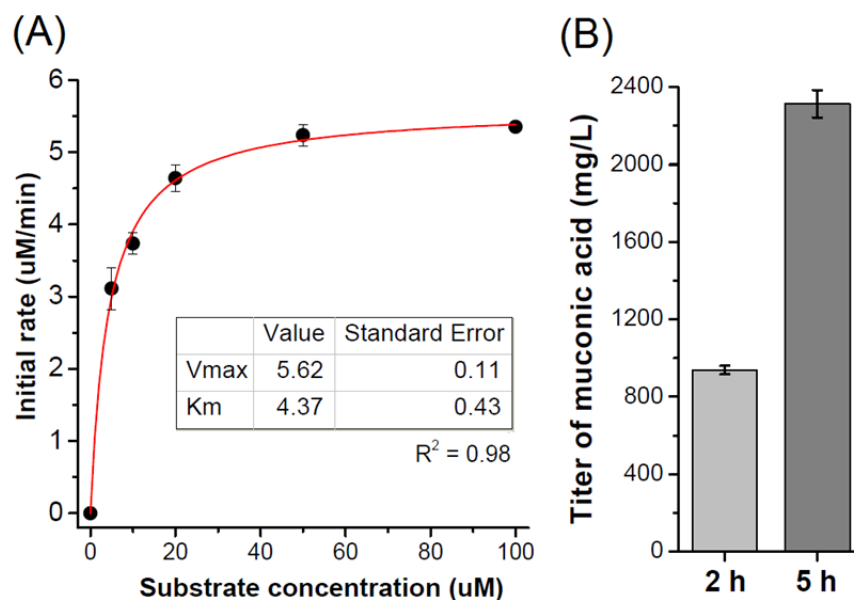 (A)
Initial rate (uM/min)
6
5
4
3
2
1
0
0 20 40 60 80 100
Substrate concentration (uM)
Value Standard Error
Vmax 5.62 0.11
Km 4.37 0.43
R² = 0.98
(B)
Titer of muconic acid (mg/L)
2400
2000
1600
1200
800
400
0
2 h 5 h